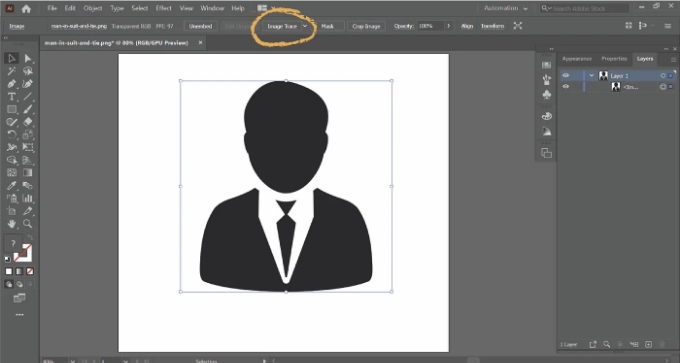 Ai File Edit Object Type Select Effect View Window Help Automation Search Adobe Stock
Image man-in-suit-and-tie.png Transparent RGB PPI: 97 Unembed Image Trace Mask Crop Image Opacity: 100% Align Transform
man-in-suit-and-tie.png* @ 80% (RGB/GPU Preview)
Appearance Properties Layers
Layer 1
<Im...
?
1 Layer
80% 1 Selection